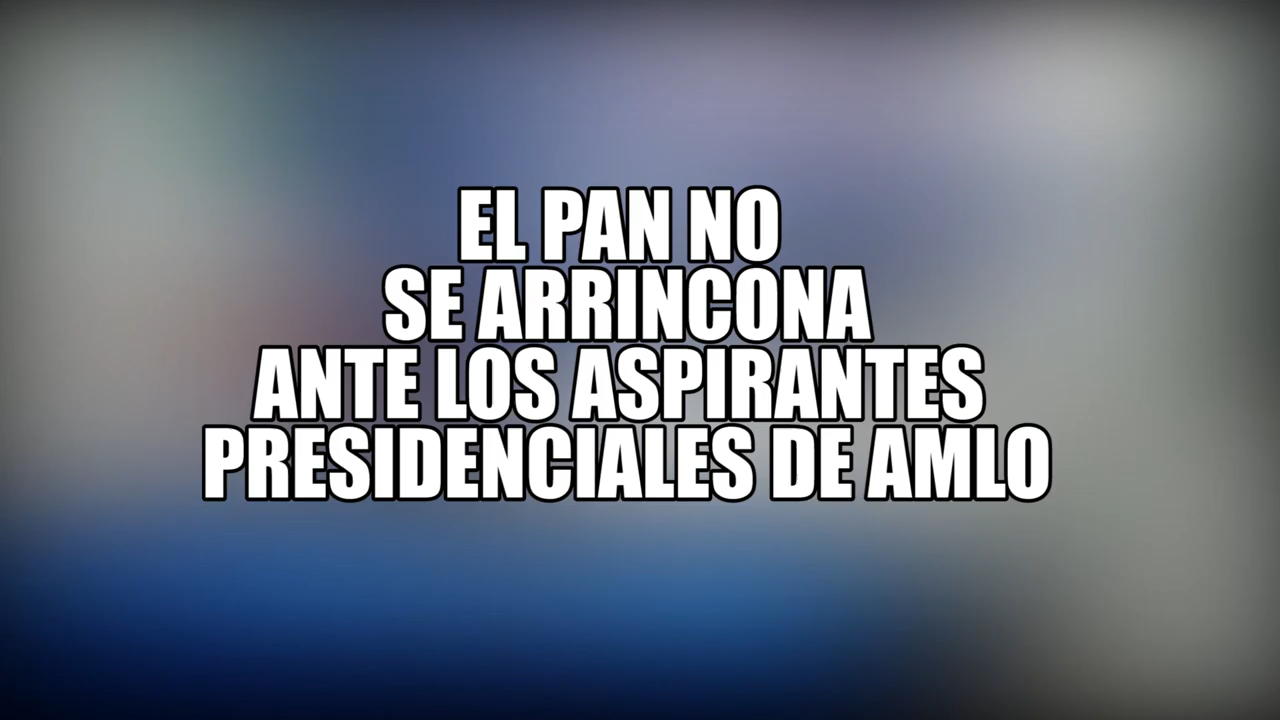 EL PAN NO
SE ARRINCONA
ANTE LOS ASPIRANTES
PRESIDENCIALES DE AMLO